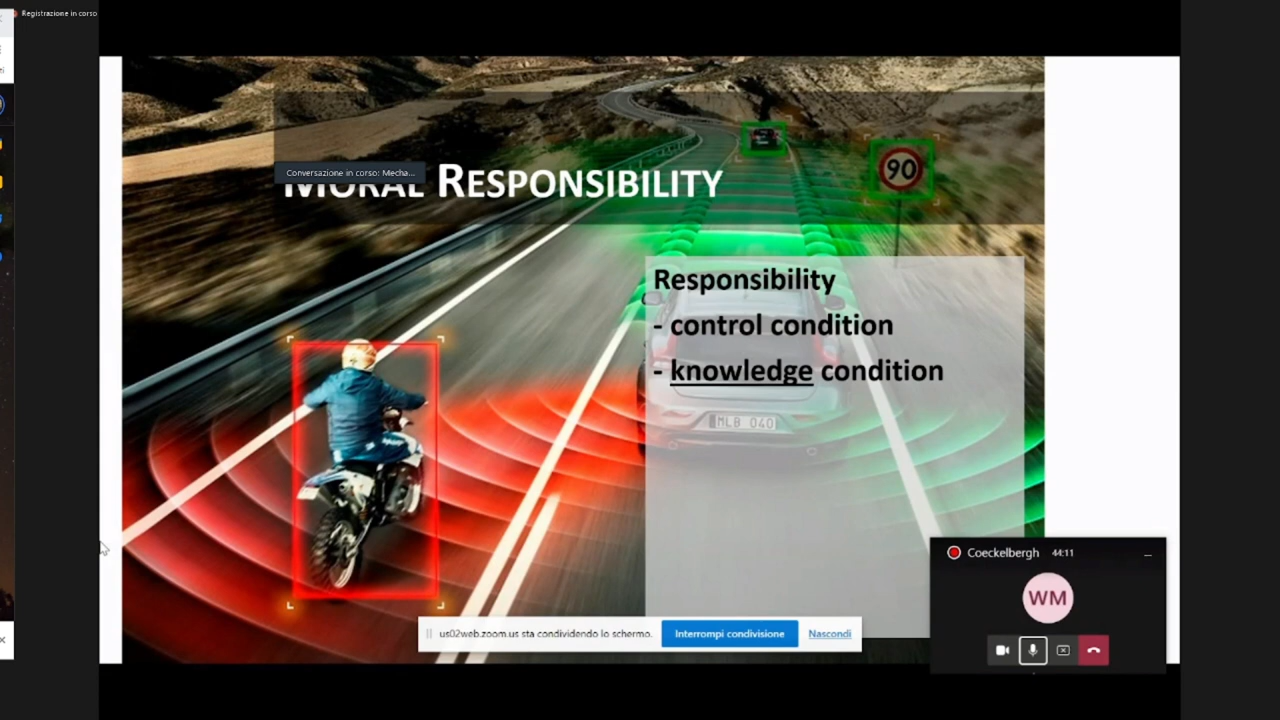 Registrazione in corso
Conversazione in corso: Mecha...
MORAL RESPONSIBILITY
90
Responsibility
- control condition
- knowledge condition
MLB 040
Coeckelbergh 44:11
WM
us02web.zoom.us sta condividendo lo schermo. Interrompi condivisione Nascondi